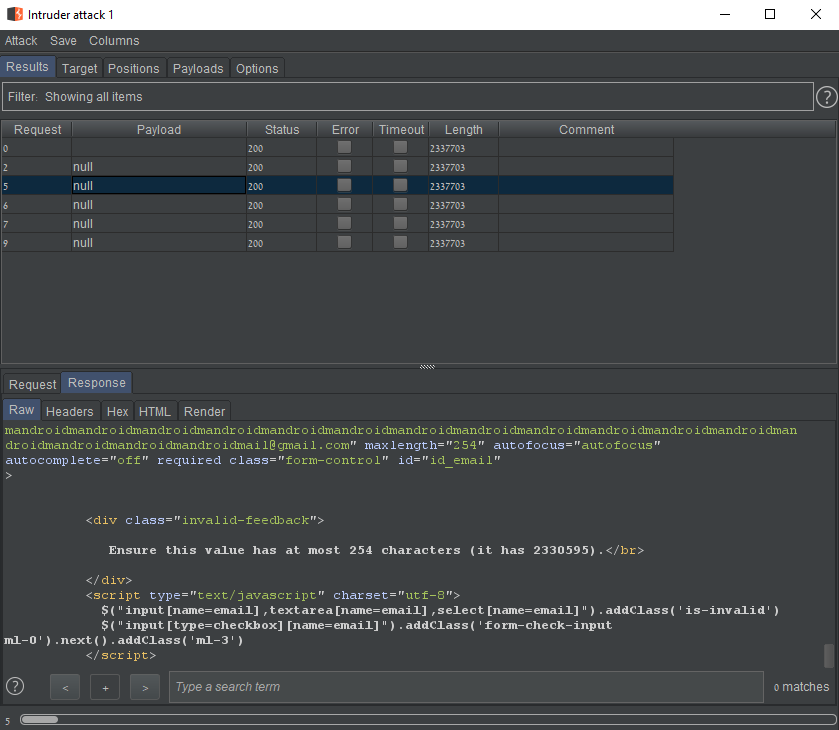 Intruder attack 1
Attack Save Columns
Results Target Positions Payloads Options
Filter: Showing all items ?
Request Payload Status Error Timeout Length Comment
0 200 2337703
2 null 200 2337703
5 null 200 2337703
6 null 200 2337703
7 null 200 2337703
9 null 200 2337703
Request Response
Raw Headers Hex HTML Render
mandroidmandroidmandroidmandroidmandroidmandroidmandroidmandroidmandroidmandroidmandroidmandroidman
droidmandroidmandroidmandroidmail@gmail.com" maxlength="254" autofocus="autofocus"
autocomplete="off" required class="form-control" id="id_email"
>
<div class="invalid-feedback">
Ensure this value has at most 254 characters (it has 2330595).</br>
</div>
<script type="text/javascript" charset="utf-8">
$("input[name=email],textarea[name=email],select[name=email]").addClass('is-invalid')
$("input[type=checkbox][name=email]").addClass('form-check-input
ml-0').next().addClass('ml-3')
</script>
? < + > Type a search term 0 matches
5